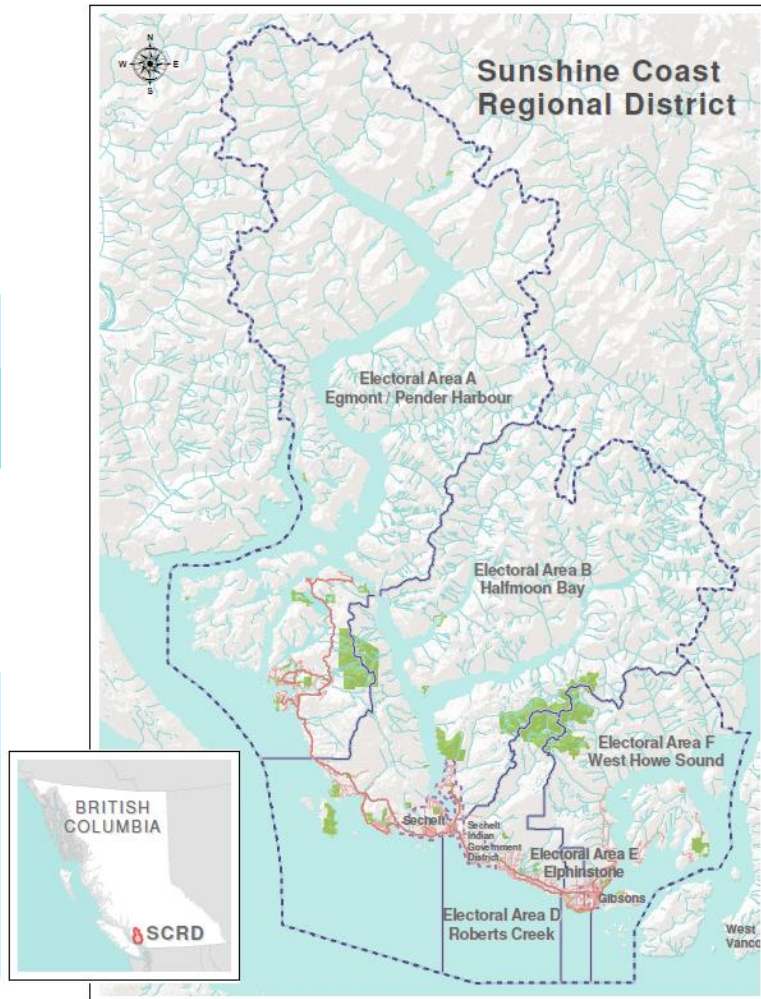 N
W E
S
Sunshine Coast
Regional District
Electoral Area A
Egmont / Pender Harbour
Electoral Area B
Halfmoon Bay
Electoral Area F
West Howe Sound
Sechelt
Sechelt
Indian
Government
District
Electoral Area E
Elphinstone
Gibsons
Electoral Area D
Roberts Creek
West
Vanco
BRITISH
COLUMBIA
SCRD